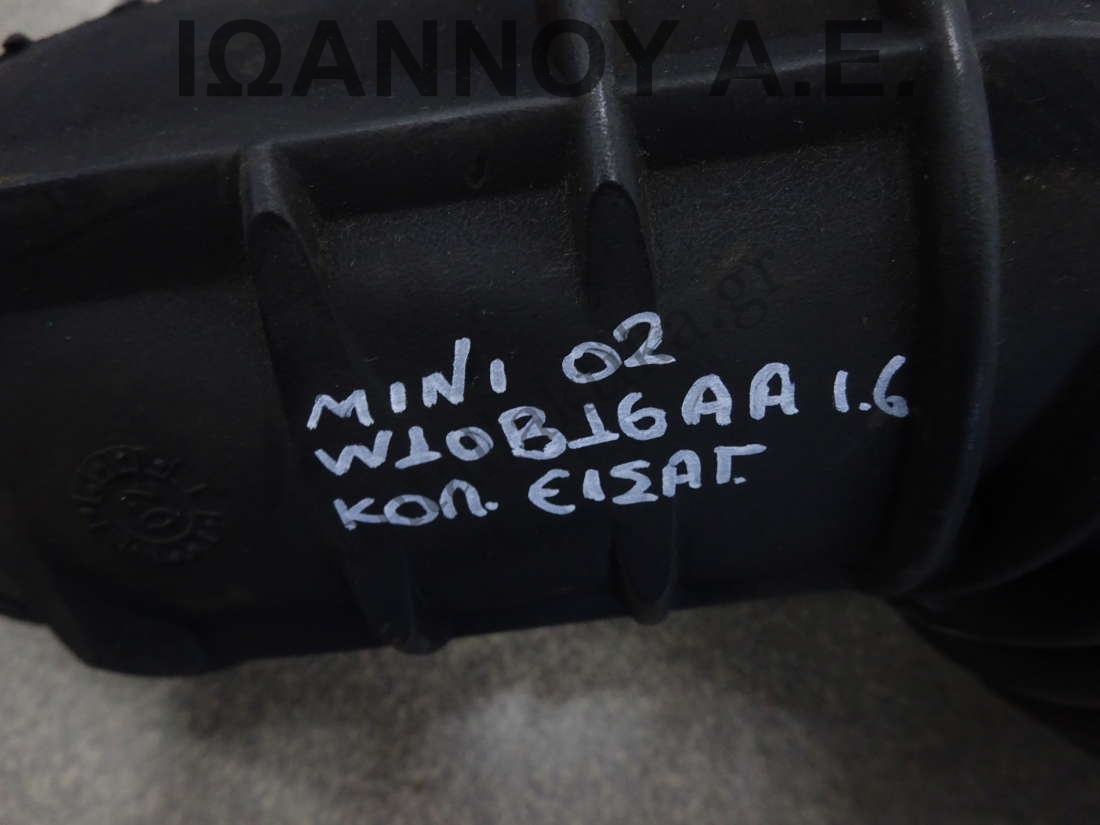 ΙΩΑΝΝΟΥ Α.Ε.
MINI 02
W10B16AA 1.6
ΚΟΛ. ΕΙΣΑΓ.